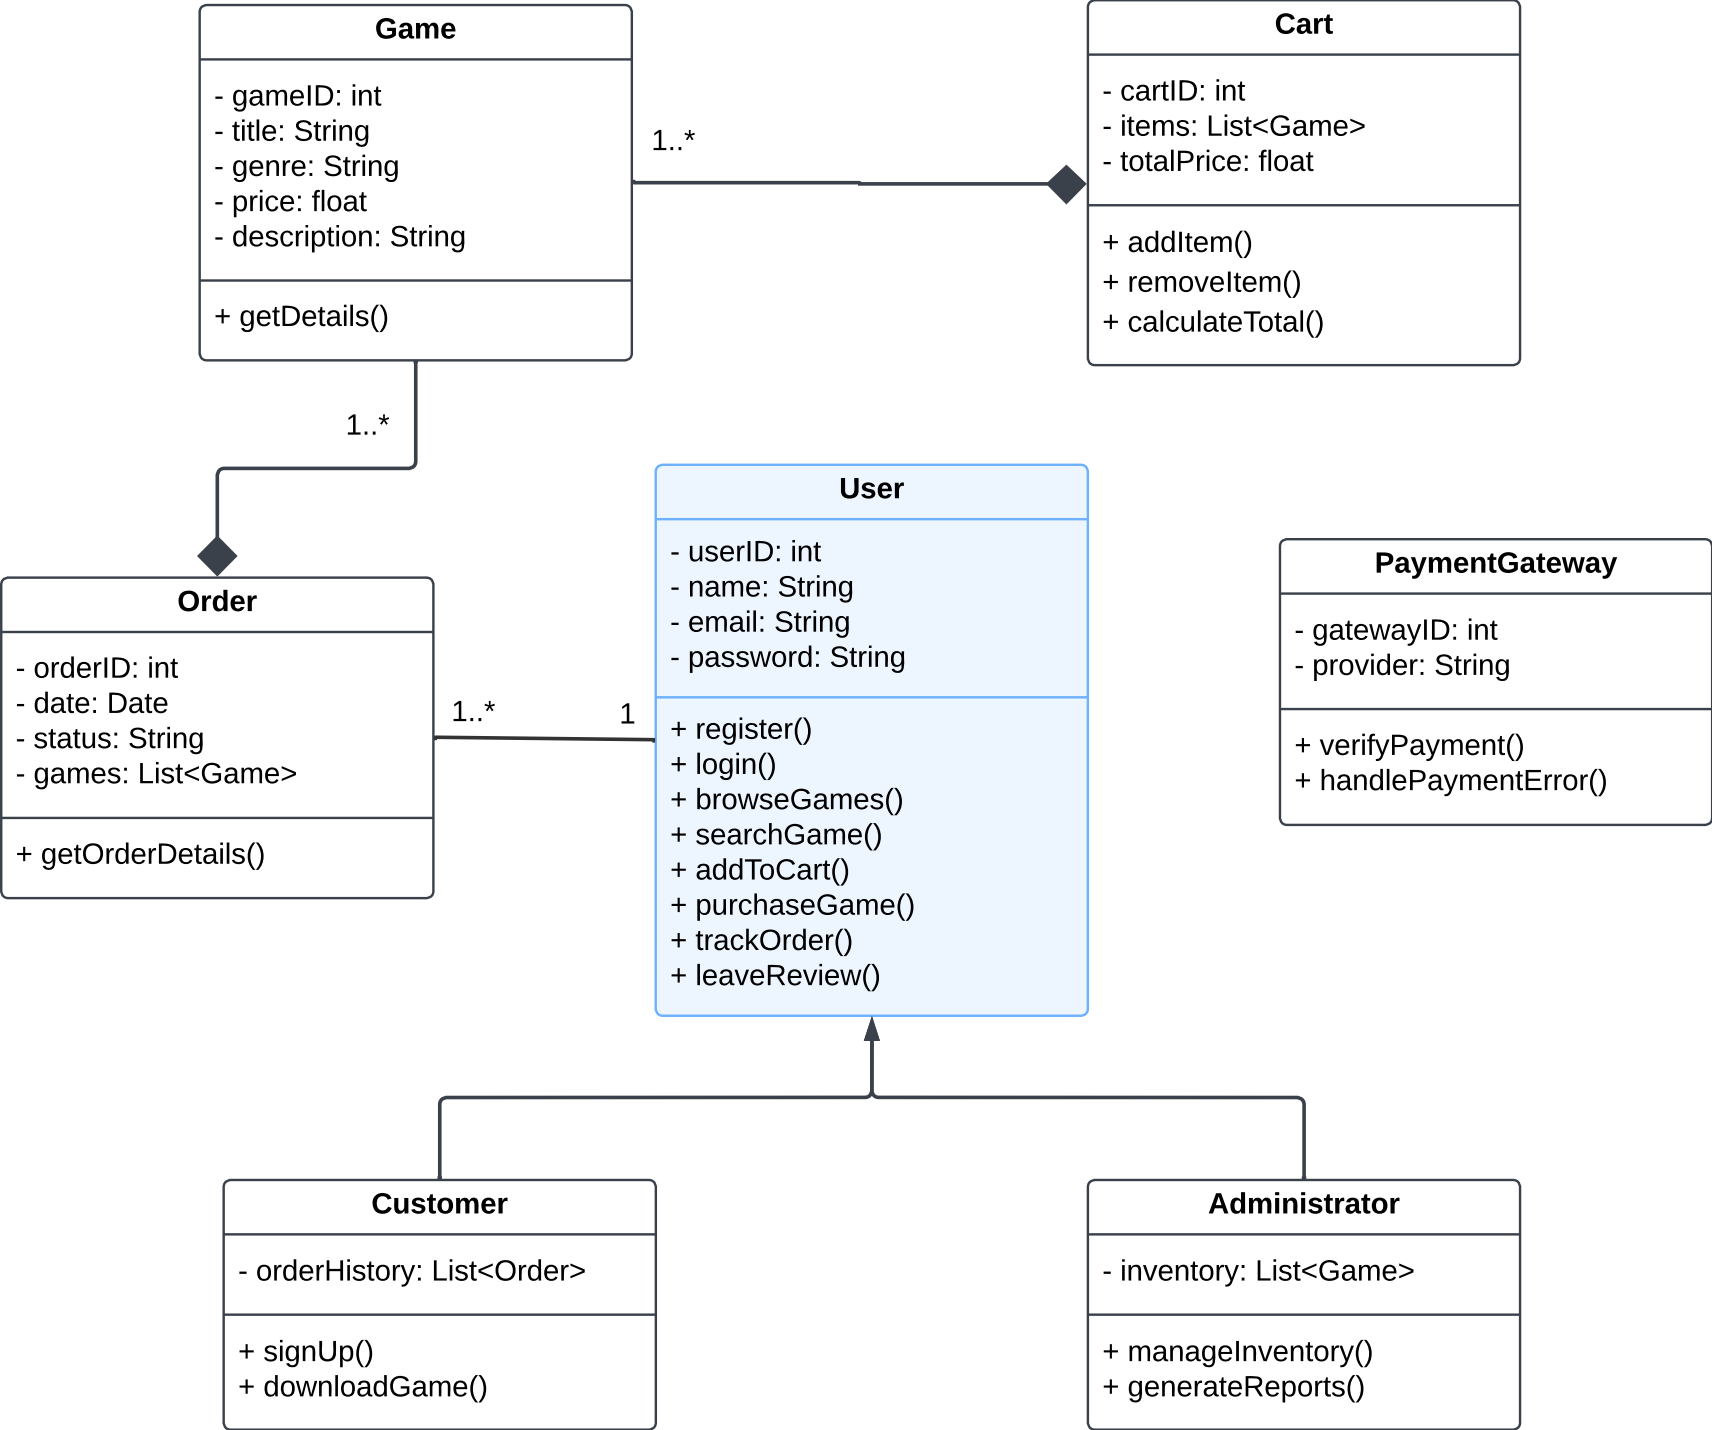 Game
- gameID: int
- title: String
- genre: String
- price: float
- description: String
+ getDetails()
1..*
Cart
- cartID: int
- items: List<Game>
- totalPrice: float
+ addItem()
+ removeItem()
+ calculateTotal()
1..*
Order
- orderID: int
- date: Date
- status: String
- games: List<Game>
+ getOrderDetails()
1..*
1
User
- userID: int
- name: String
- email: String
- password: String
+ register()
+ login()
+ browseGames()
+ searchGame()
+ addToCart()
+ purchaseGame()
+ trackOrder()
+ leaveReview()
PaymentGateway
- gatewayID: int
- provider: String
+ verifyPayment()
+ handlePaymentError()
Customer
- orderHistory: List<Order>
+ signUp()
+ downloadGame()
Administrator
- inventory: List<Game>
+ manageInventory()
+ generateReports()